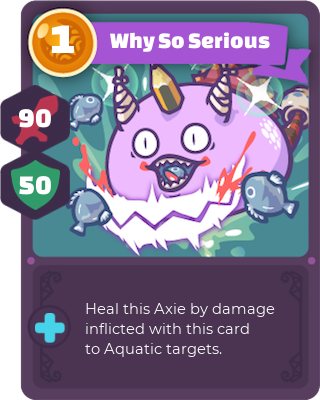 1
Why So Serious
90
50
Heal this Axie by damage
inflicted with this card
to Aquatic targets.